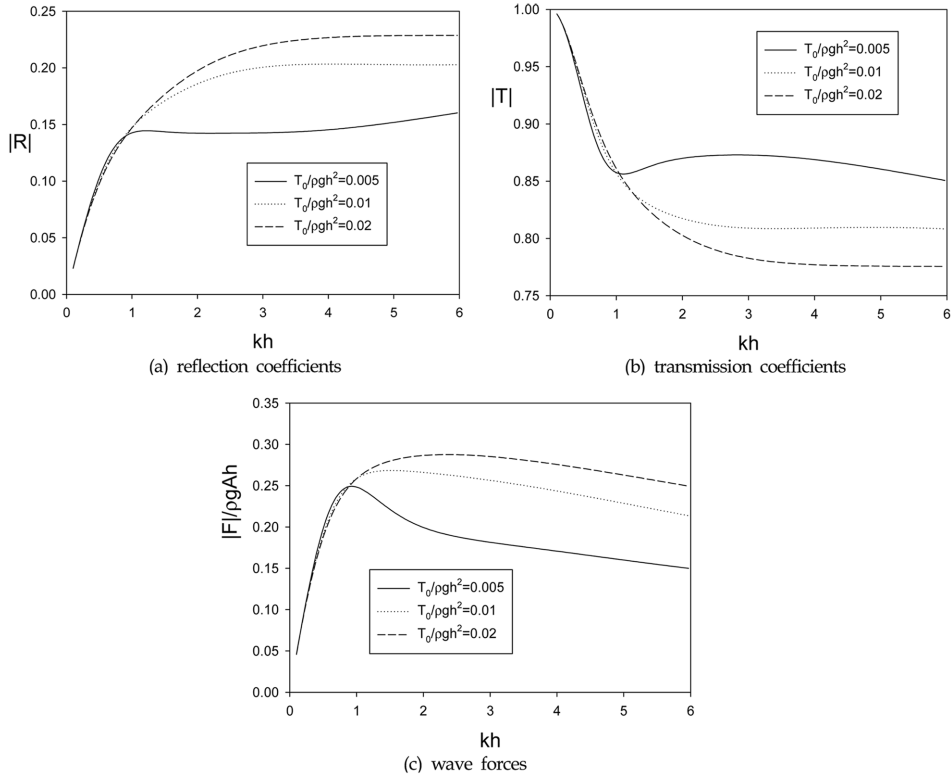 0.25
0.20
0.15
0.10
0.05
0.00
|R|
0 1 2 3 4 5 6
kh
T₀/ρgh²=0.005
T₀/ρgh²=0.01
T₀/ρgh²=0.02
(a) reflection coefficients
1.00
0.95
0.90
0.85
0.80
0.75
|T|
0 1 2 3 4 5 6
kh
T₀/ρgh²=0.005
T₀/ρgh²=0.01
T₀/ρgh²=0.02
(b) transmission coefficients
0.35
0.30
0.25
0.20
0.15
0.10
0.05
0.00
|F|/ρgAh
0 1 2 3 4 5 6
kh
T₀/ρgh²=0.005
T₀/ρgh²=0.01
T₀/ρgh²=0.02
(c) wave forces